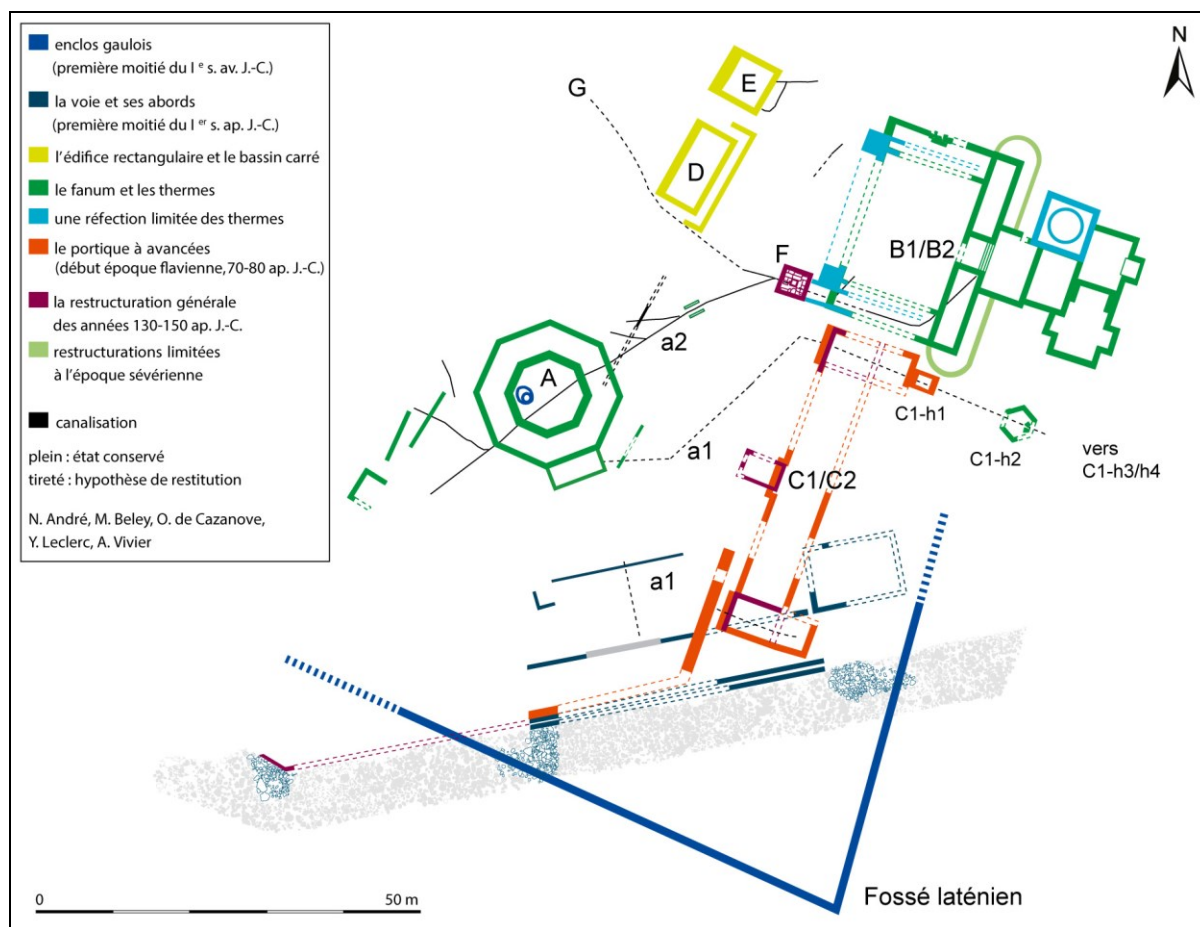 enclos gaulois
(première moitié du I e s. av. J.-C.)
la voie et ses abords
(première moitié du I er s. ap. J.-C.)
l'édifice rectangulaire et le bassin carré
le fanum et les thermes
une réfection limitée des thermes
le portique à avancées
(début époque flavienne,70-80 ap. J.-C.)
la restructuration générale
des années 130-150 ap. J.-C.
restructurations limitées
à l'époque sévérienne
canalisation
plein : état conservé
tireté : hypothèse de restitution
N. André, M. Beley, O. de Cazanove,
Y. Leclerc, A. Vivier
N
E
G
D
B1/B2
F
a2
A
C1-h1
a1
C1-h2
vers
C1-h3/h4
C1/C2
a1
Fossé laténien
0
50 m